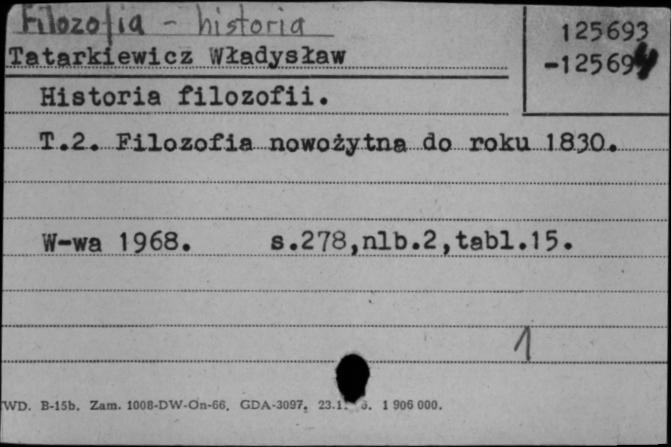 Filozofia - historia
125693
Tatarkiewicz Władysław
-125694
Historia filozofii.
T.2. Filozofia nowożytna do roku 1830.
W-wa 1968. s.278,nlb.2,tabl.15.
1
WD. B-15b. Zam. 1008-DW-On-66. GDA-3097. 1 906 000.